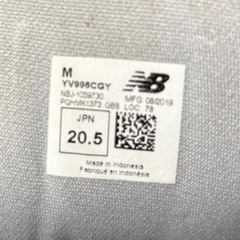 M
YV996CGY
NBJ-1059730 MFG: 08/2019
PQHMK1373 GBS LOC: 78
JPN
20.5
Made in Indonesia
Fabriqué en Indonésie